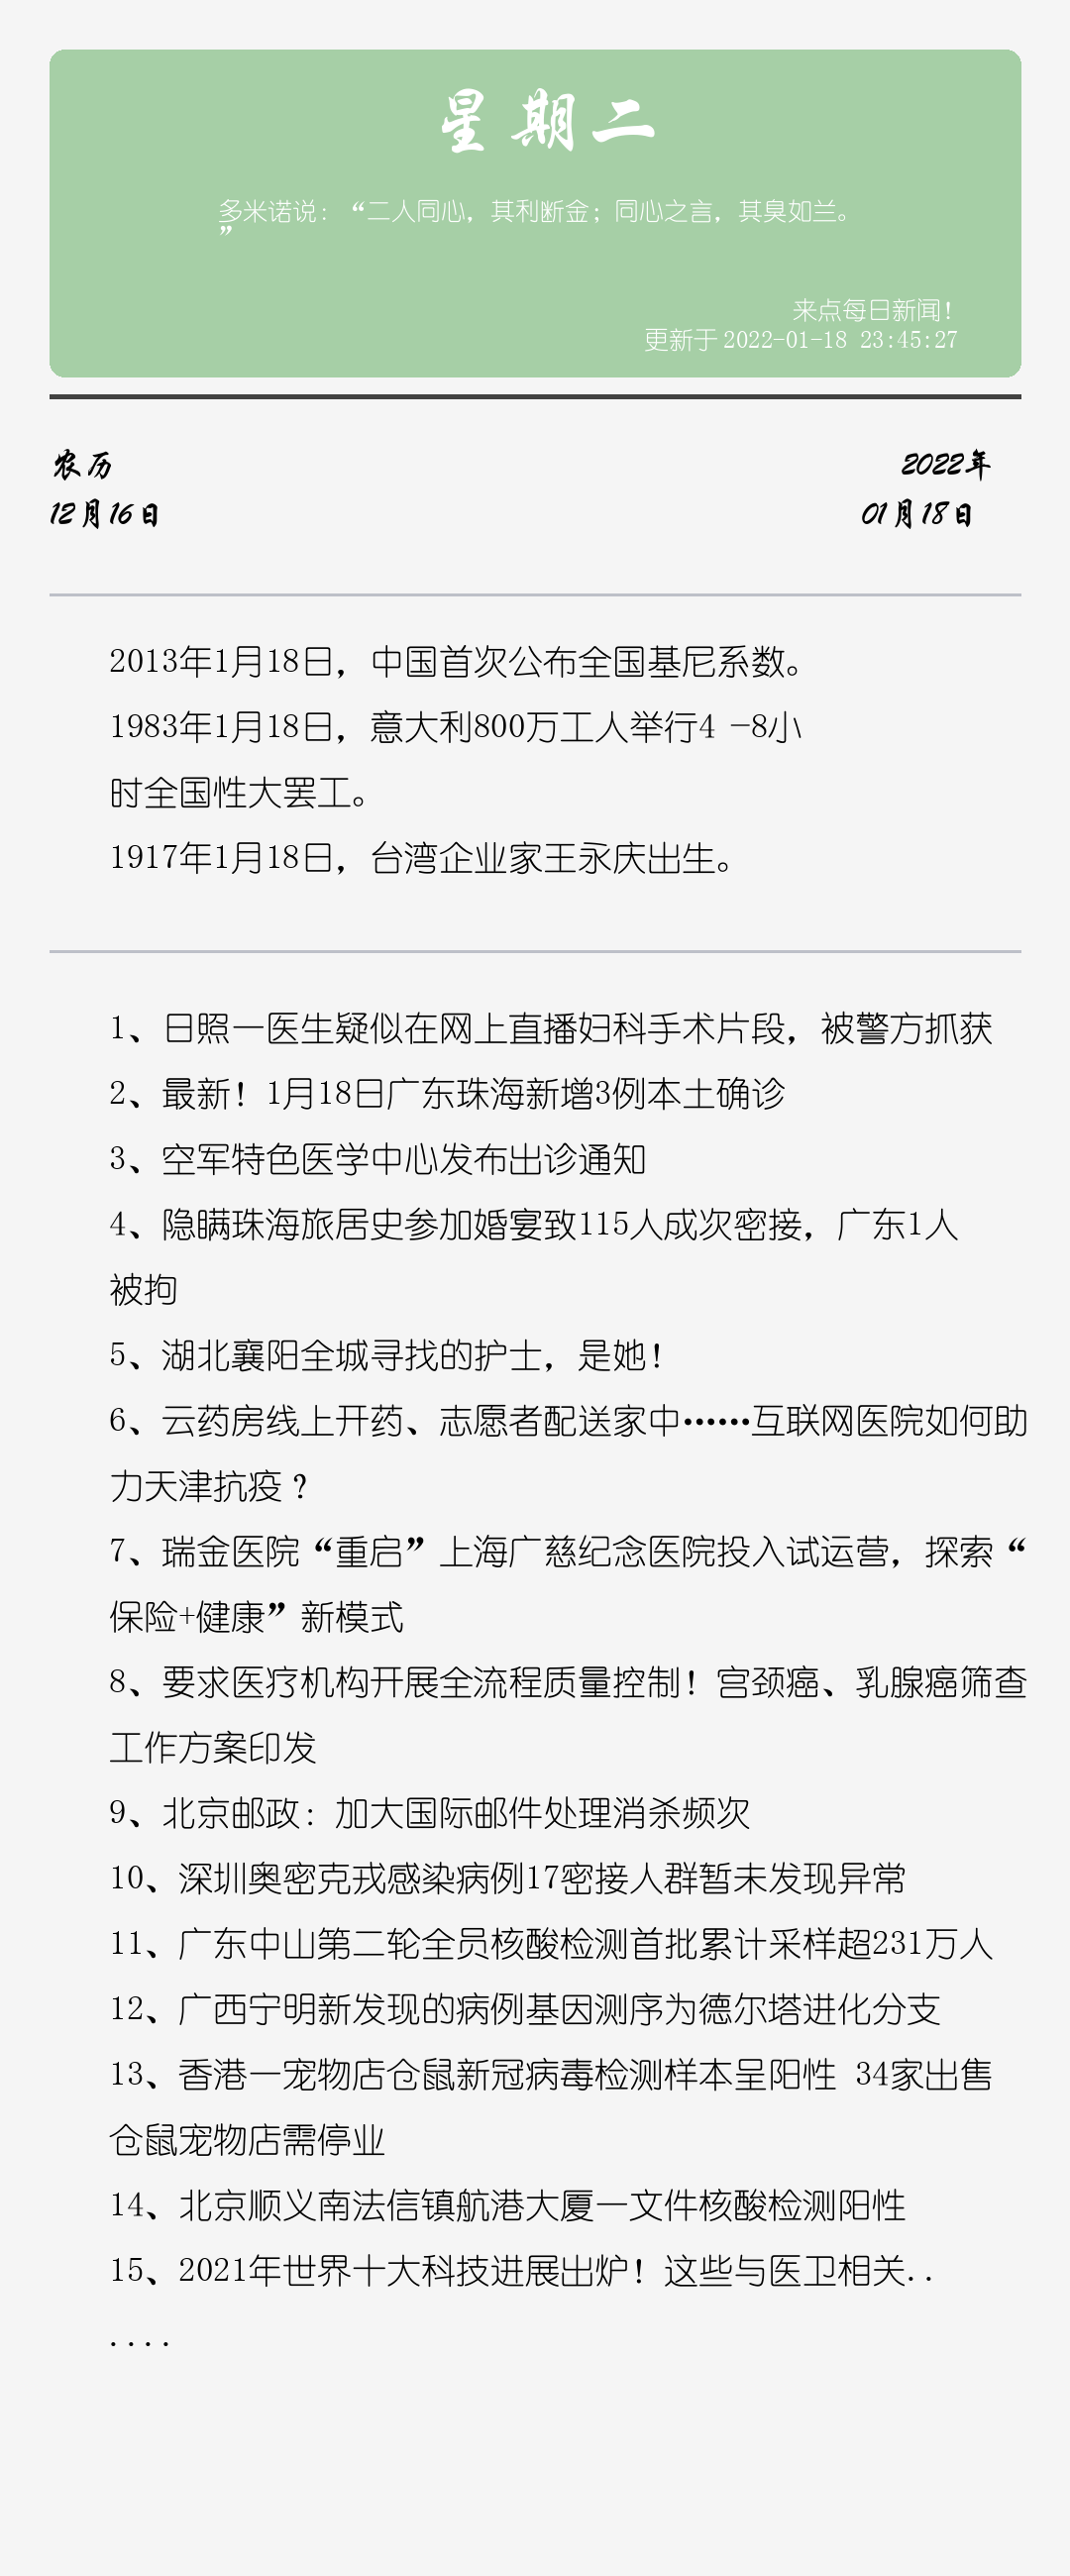 星期二
多米诺说：“二人同心，其利断金；同心之言，其臭如兰。
”
来点每日新闻！
更新于 2022-01-18 23:45:27
农历
2022年
12月16日
01月18日
2013年1月18日，中国首次公布全国基尼系数。
1983年1月18日，意大利800万工人举行4 -8小
时全国性大罢工。
1917年1月18日，台湾企业家王永庆出生。
1、日照一医生疑似在网上直播妇科手术片段，被警方抓获
2、最新！1月18日广东珠海新增3例本土确诊
3、空军特色医学中心发布出诊通知
4、隐瞒珠海旅居史参加婚宴致115人成次密接，广东1人
被拘
5、湖北襄阳全城寻找的护士，是她！
6、云药房线上开药、志愿者配送家中……互联网医院如何助
力天津抗疫？
7、瑞金医院“重启”上海广慈纪念医院投入试运营，探索“
保险+健康”新模式
8、要求医疗机构开展全流程质量控制！宫颈癌、乳腺癌筛查
工作方案印发
9、北京邮政：加大国际邮件处理消杀频次
10、深圳奥密克戎感染病例17密接人群暂未发现异常
11、广东中山第二轮全员核酸检测首批累计采样超231万人
12、广西宁明新发现的病例基因测序为德尔塔进化分支
13、香港一宠物店仓鼠新冠病毒检测样本呈阳性 34家出售
仓鼠宠物店需停业
14、北京顺义南法信镇航港大厦一文件核酸检测阳性
15、2021年世界十大科技进展出炉！这些与医卫相关..
....